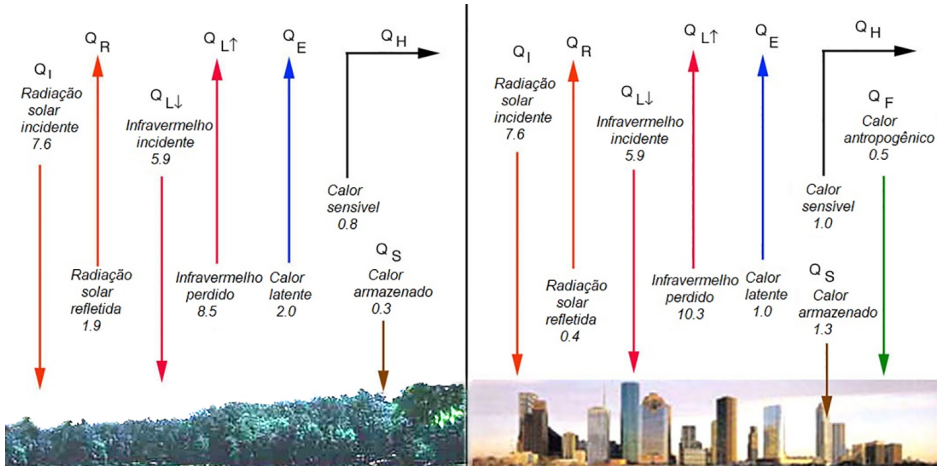 Q I
Radiação
solar
incidente
7.6
Q R
Radiação
solar
refletida
1.9
Q L↓
Infravermelho
incidente
5.9
Q L↑
Infravermelho
perdido
8.5
Q E
Calor
latente
2.0
Q H
Calor
sensível
0.8
Q S
Calor
armazenado
0.3
Q I
Radiação
solar
incidente
7.6
Q R
Radiação
solar
refletida
0.4
Q L↓
Infravermelho
incidente
5.9
Q L↑
Infravermelho
perdido
10.3
Q E
Calor
latente
1.0
Q H
Calor
sensível
1.0
Q S
Calor
armazenado
1.3
Q F
Calor
antropogênico
0.5